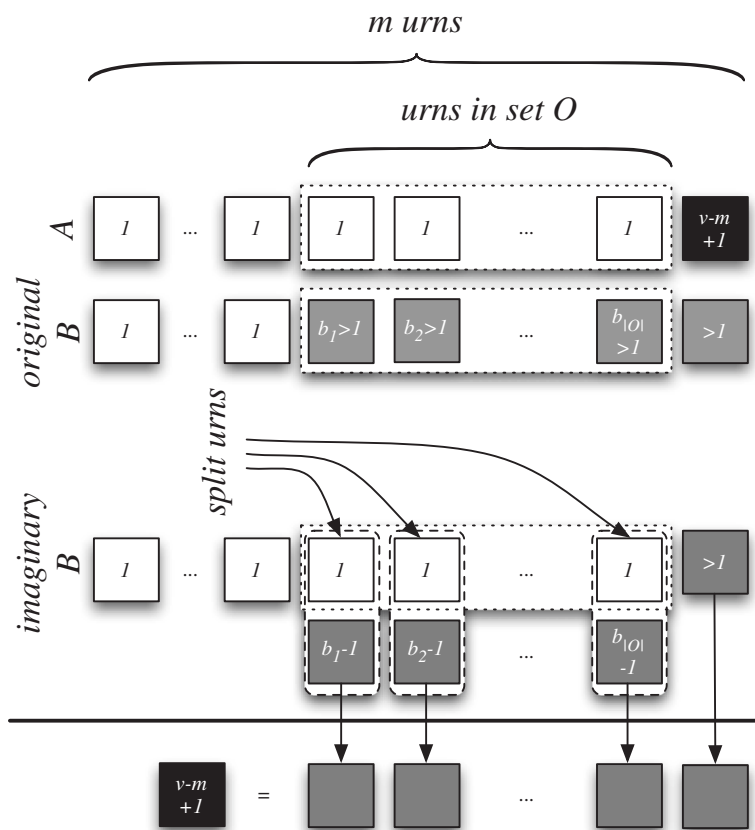 m urns
urns in set O
A
1 ... 1 1 1 ... 1 v-m +1
original
B
1 ... 1 b₁>1 b₂>1 ... b|O| >1 >1
split urns
imaginary
B
1 ... 1 1 1 ... 1 >1
b₁-1 b₂-1 ... b|O| -1
v-m +1 = ...